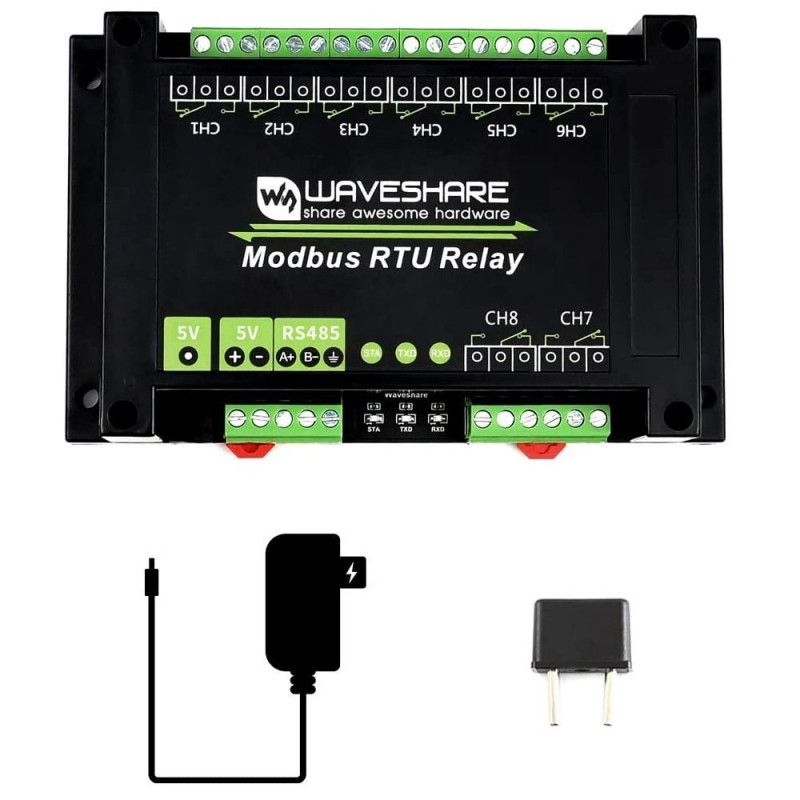 CH1 CH2 CH3 CH4 CH5 CH6
WAVESHARE
share awesome hardware
Modbus RTU Relay
CH8 CH7
5V 5V RS485
+ - A+ B- STA TXD RXD
Waveshare
STA TXD RXD